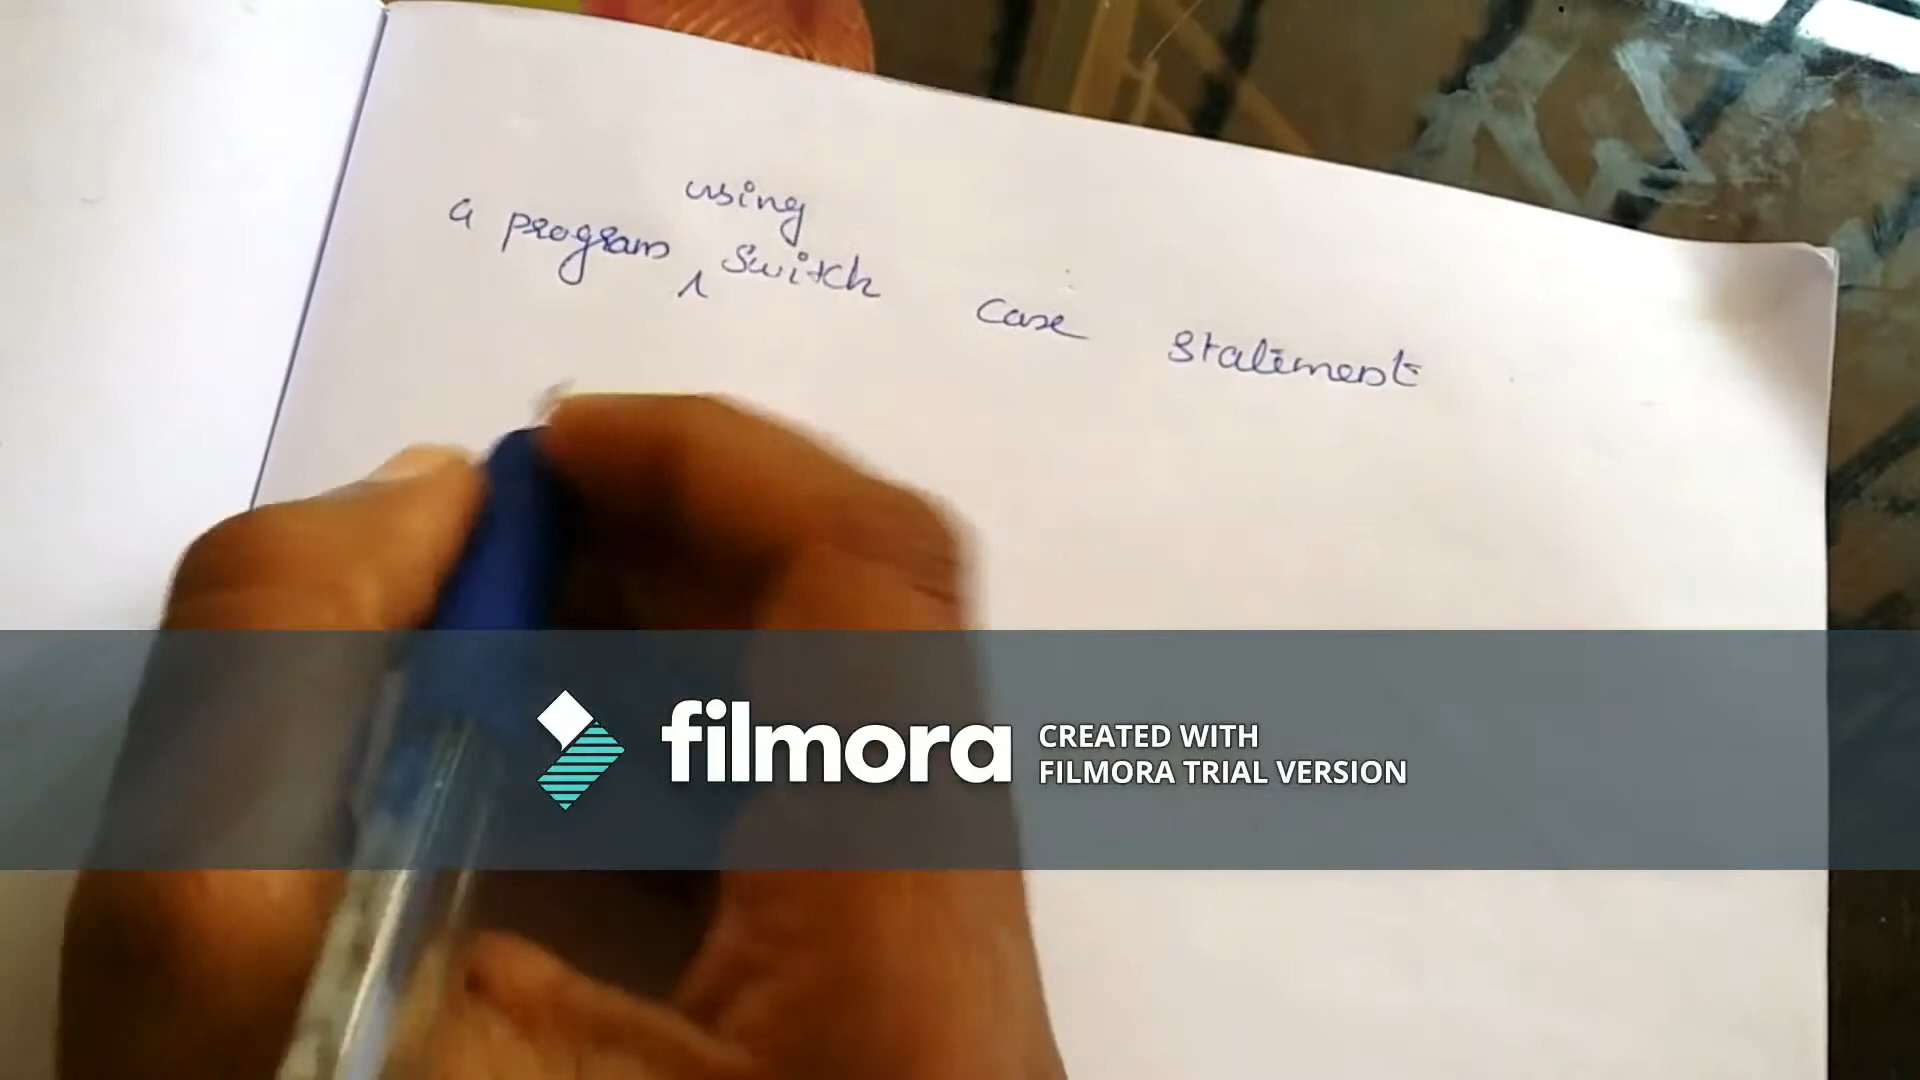 a program using switch case statement
filmora
CREATED WITH
FILMORA TRIAL VERSION